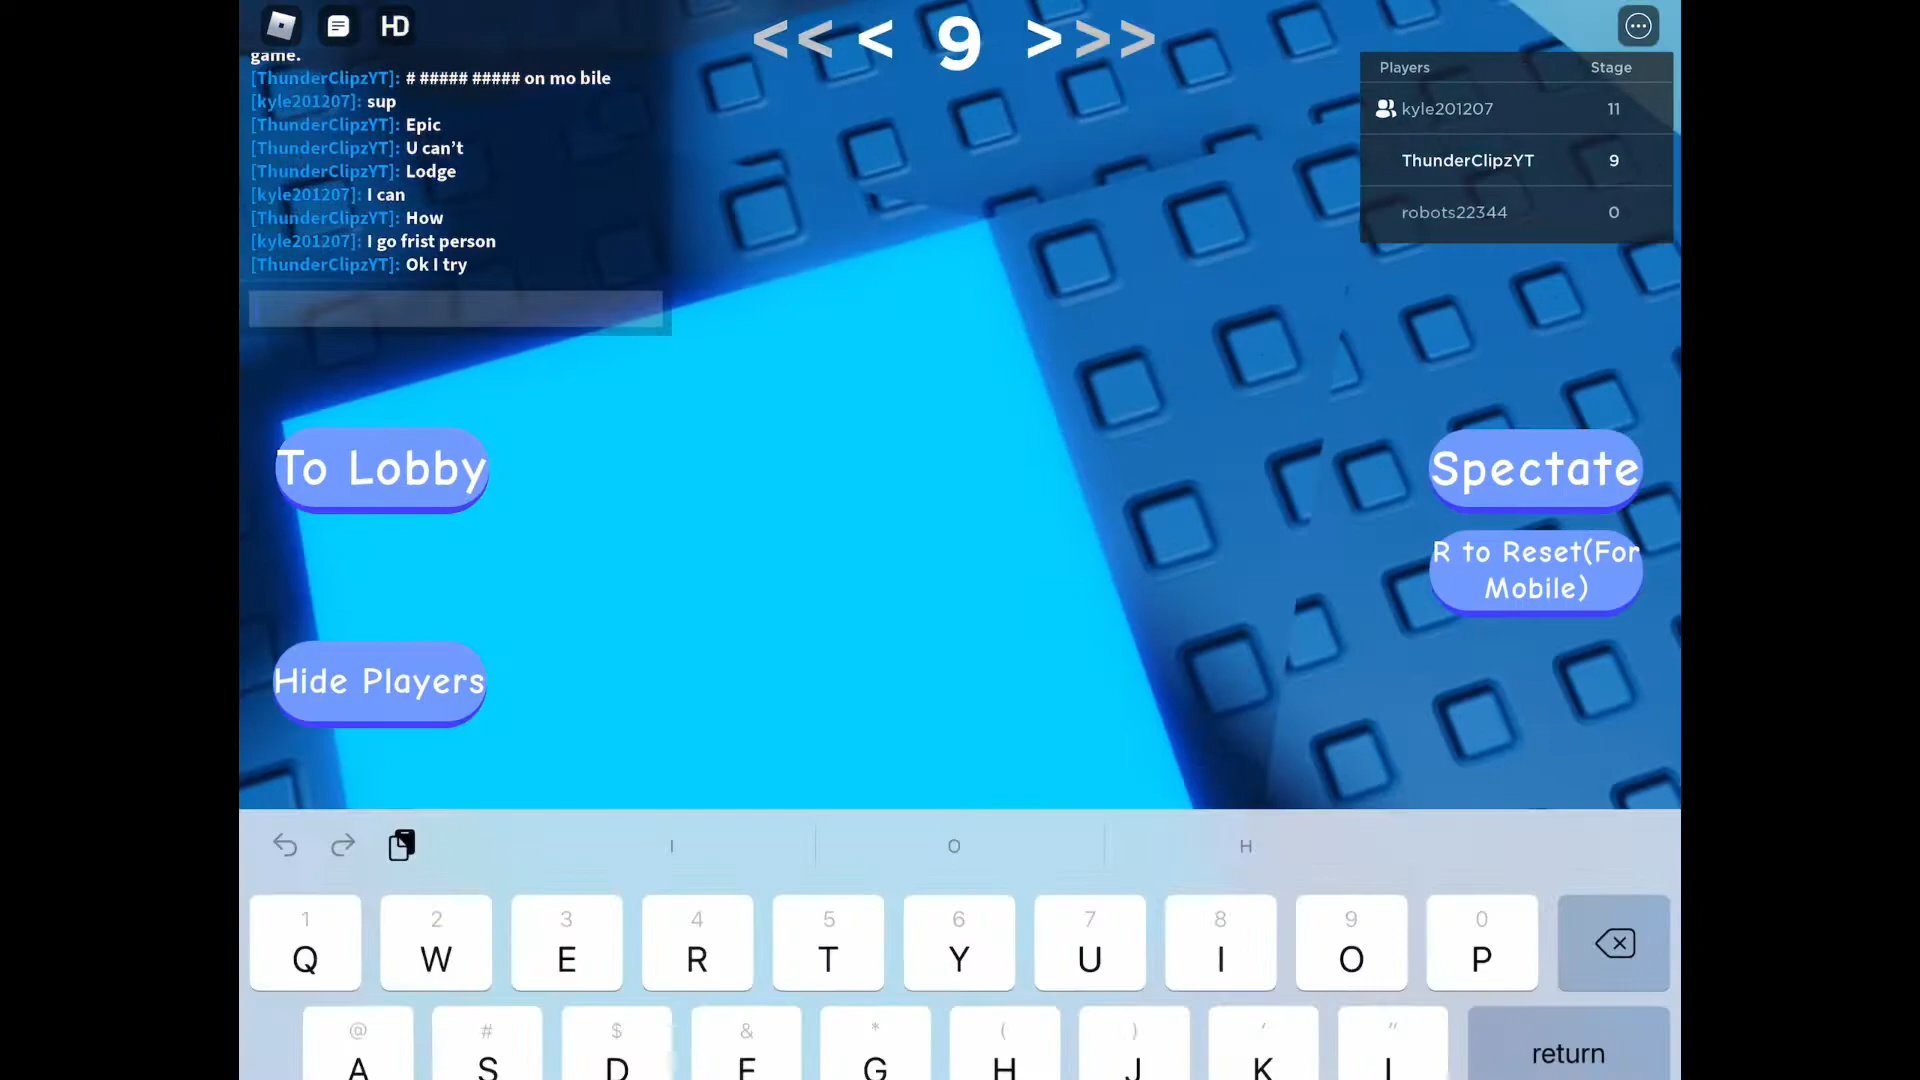 HD
<< < 9 > >>
game.
[ThunderClipzYT]: # ##### ##### on mo bile
[kyle201207]: sup
[ThunderClipzYT]: Epic
[ThunderClipzYT]: U can't
[ThunderClipzYT]: Lodge
[kyle201207]: I can
[ThunderClipzYT]: How
[kyle201207]: I go frist person
[ThunderClipzYT]: Ok I try
Players Stage
kyle201207 11
ThunderClipzYT 9
robots22344 0
To Lobby
Spectate
R to Reset(For
Mobile)
Hide Players
I O H
1 2 3 4 5 6 7 8 9 0
Q W E R T Y U I O P
@ # $ & * ( ) ' "
A S D F G H J K L return